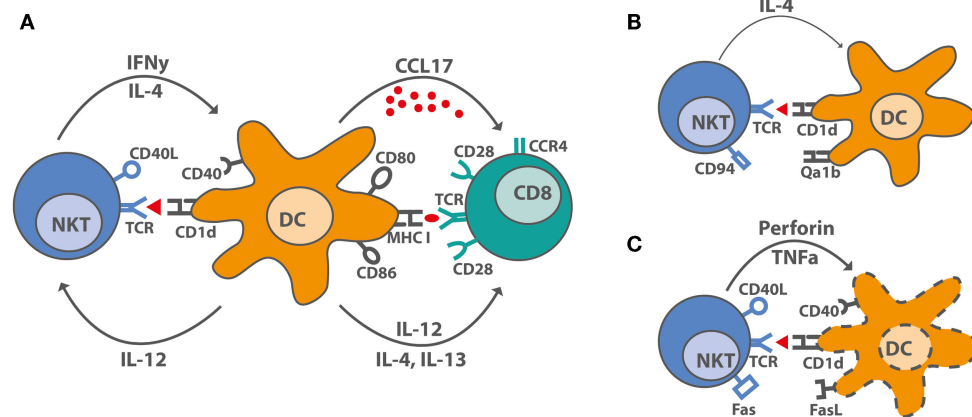 A
IFNy
IL-4
CCL17
CD40L
CD40
CD80
CD28
CCR4
NKT
TCR
CD1d
DC
MHC I
TCR
CD8
CD86
CD28
IL-12
IL-12
IL-4, IL-13
B
IL-4
NKT
TCR
CD1d
DC
CD94
Qa1b
C
Perforin
TNFa
CD40L
CD40
NKT
TCR
CD1d
DC
Fas
FasL